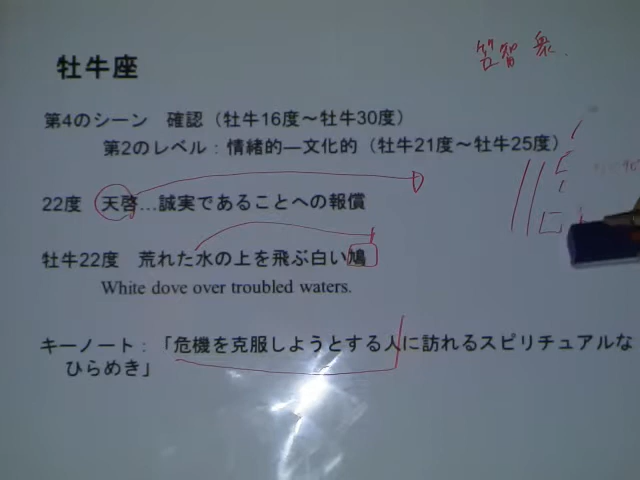 牡牛座
智 衆
第4のシーン 確認（牡牛16度～牡牛30度）
第2のレベル：情緒的―文化的（牡牛21度～牡牛25度）
22度 天啓…誠実であることへの報償
牡牛22度 荒れた水の上を飛ぶ白い鳩
White dove over troubled waters.
キーノート：「危機を克服しようとする人に訪れるスピリチュアルな
ひらめき」